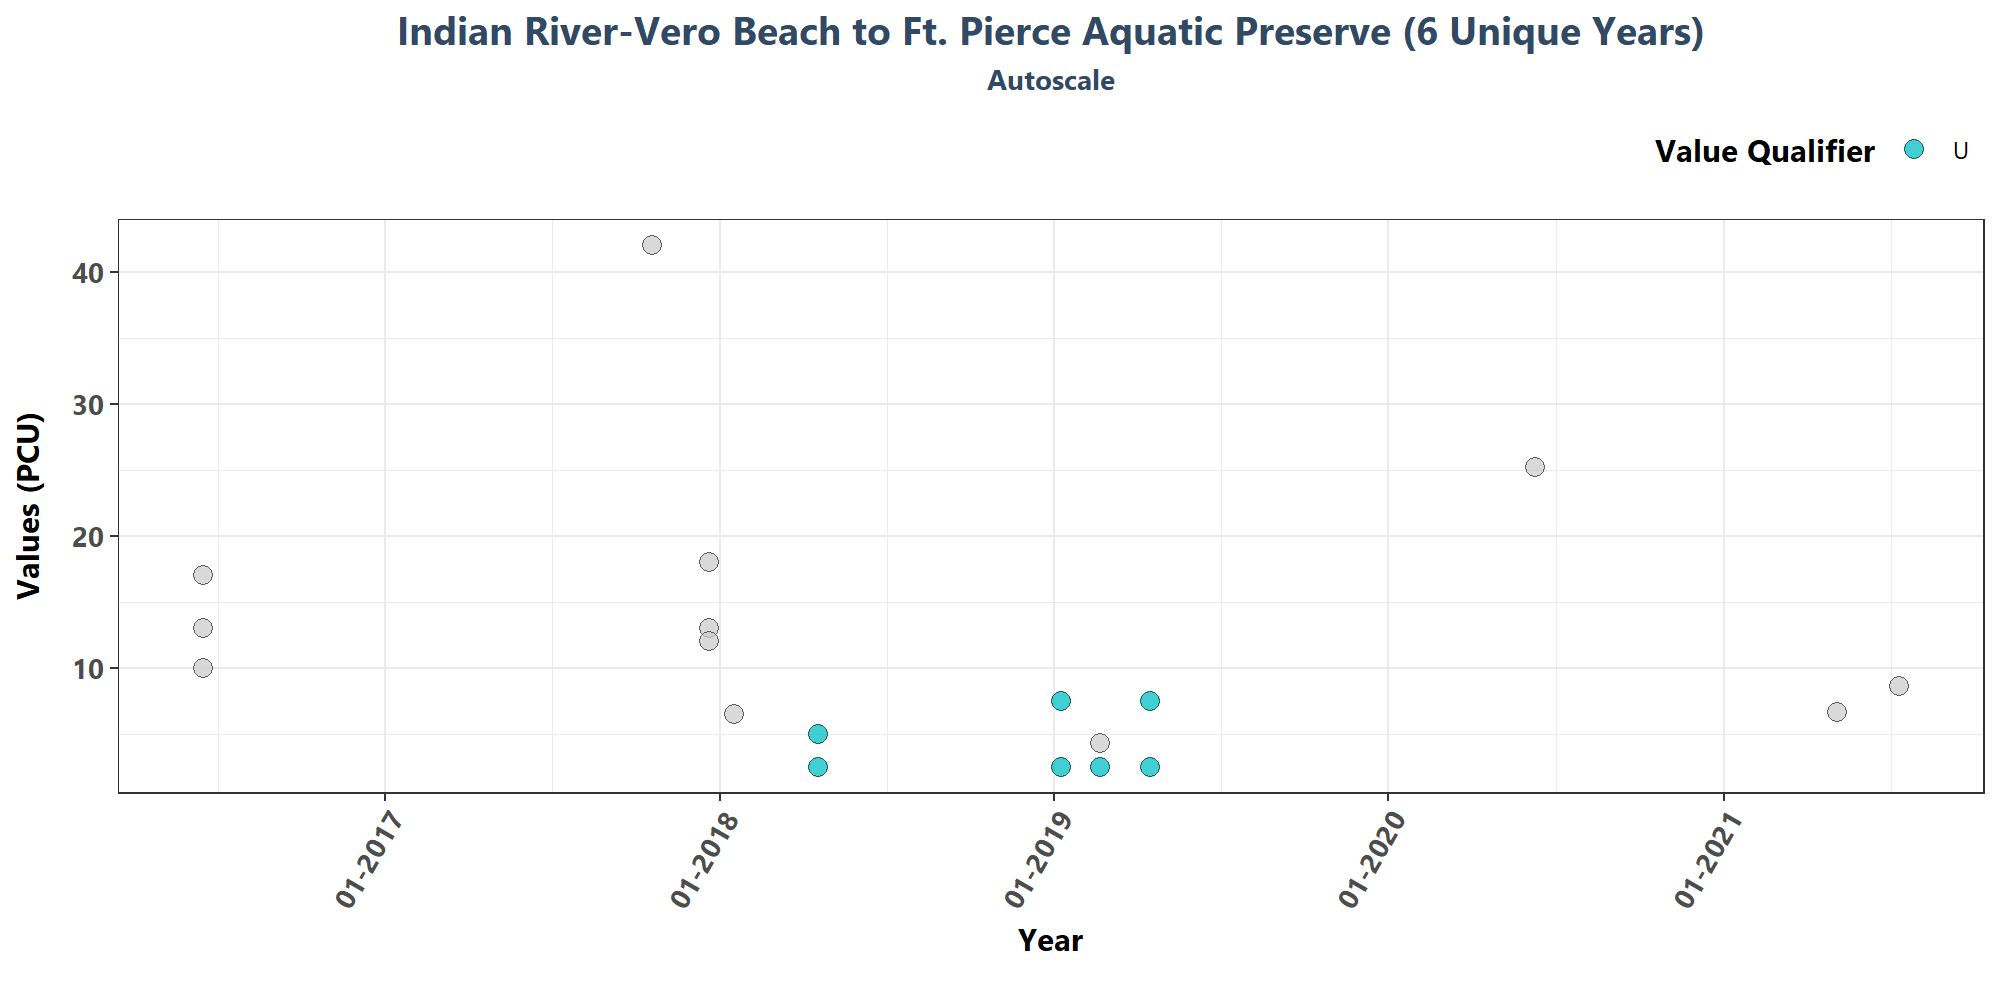 Indian River-Vero Beach to Ft. Pierce Aquatic Preserve (6 Unique Years)
Autoscale
Value Qualifier U
Values (PCU)
40
30
20
10
01-2017 01-2018 01-2019 01-2020 01-2021
Year